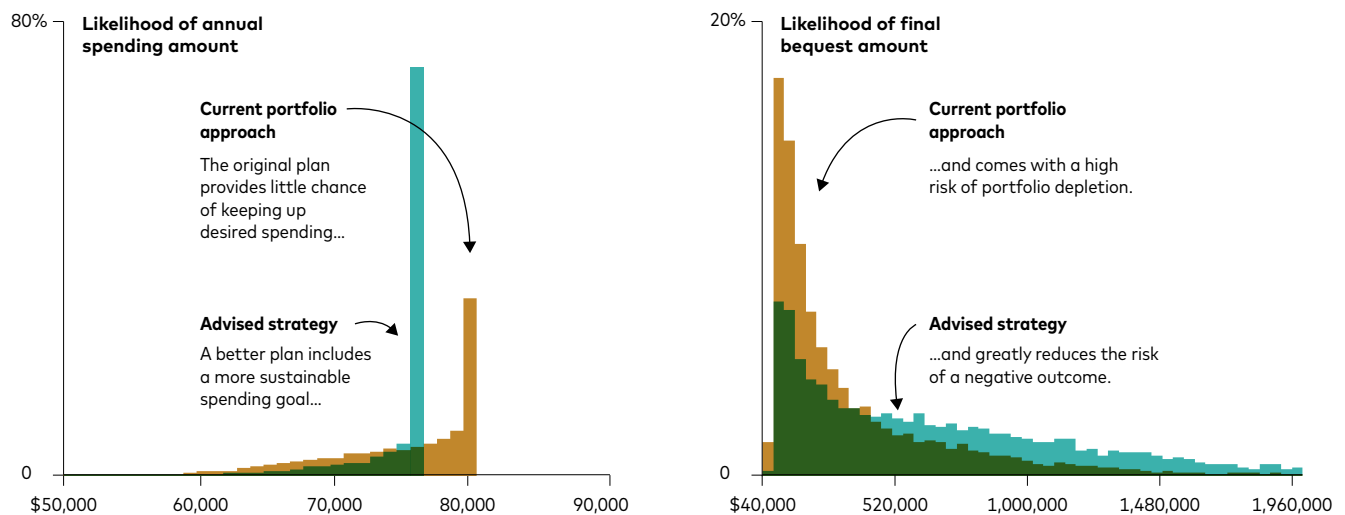 80%
Likelihood of annual
spending amount
Current portfolio
approach
The original plan
provides little chance
of keeping up
desired spending...
Advised strategy
A better plan includes
a more sustainable
spending goal...
0
$50,000
60,000
70,000
80,000
90,000
20%
Likelihood of final
bequest amount
Current portfolio
approach
...and comes with a high
risk of portfolio depletion.
Advised strategy
...and greatly reduces the risk
of a negative outcome.
0
$40,000
520,000
1,000,000
1,480,000
1,960,000